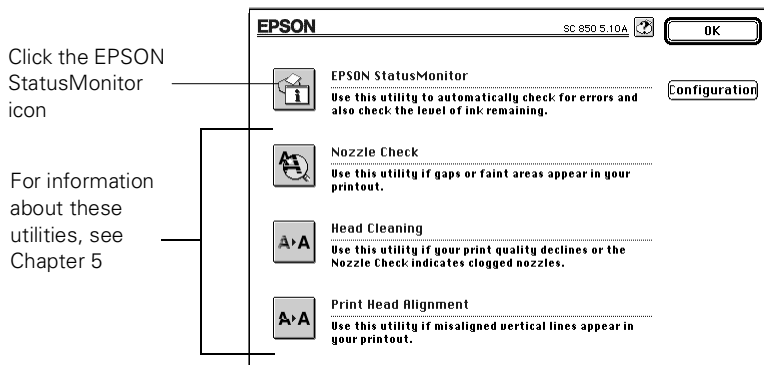 EPSON
SC 850 5.10A
?
OK
Click the EPSON
StatusMonitor
icon
i
EPSON StatusMonitor
Use this utility to automatically check for errors and
also check the level of ink remaining.
Configuration
For information
about these
utilities, see
Chapter 5
A
Nozzle Check
Use this utility if gaps or faint areas appear in your
printout.
A A
Head Cleaning
Use this utility if your print quality declines or the
Nozzle Check indicates clogged nozzles.
A A
Print Head Alignment
Use this utility if misaligned vertical lines appear in
your printout.